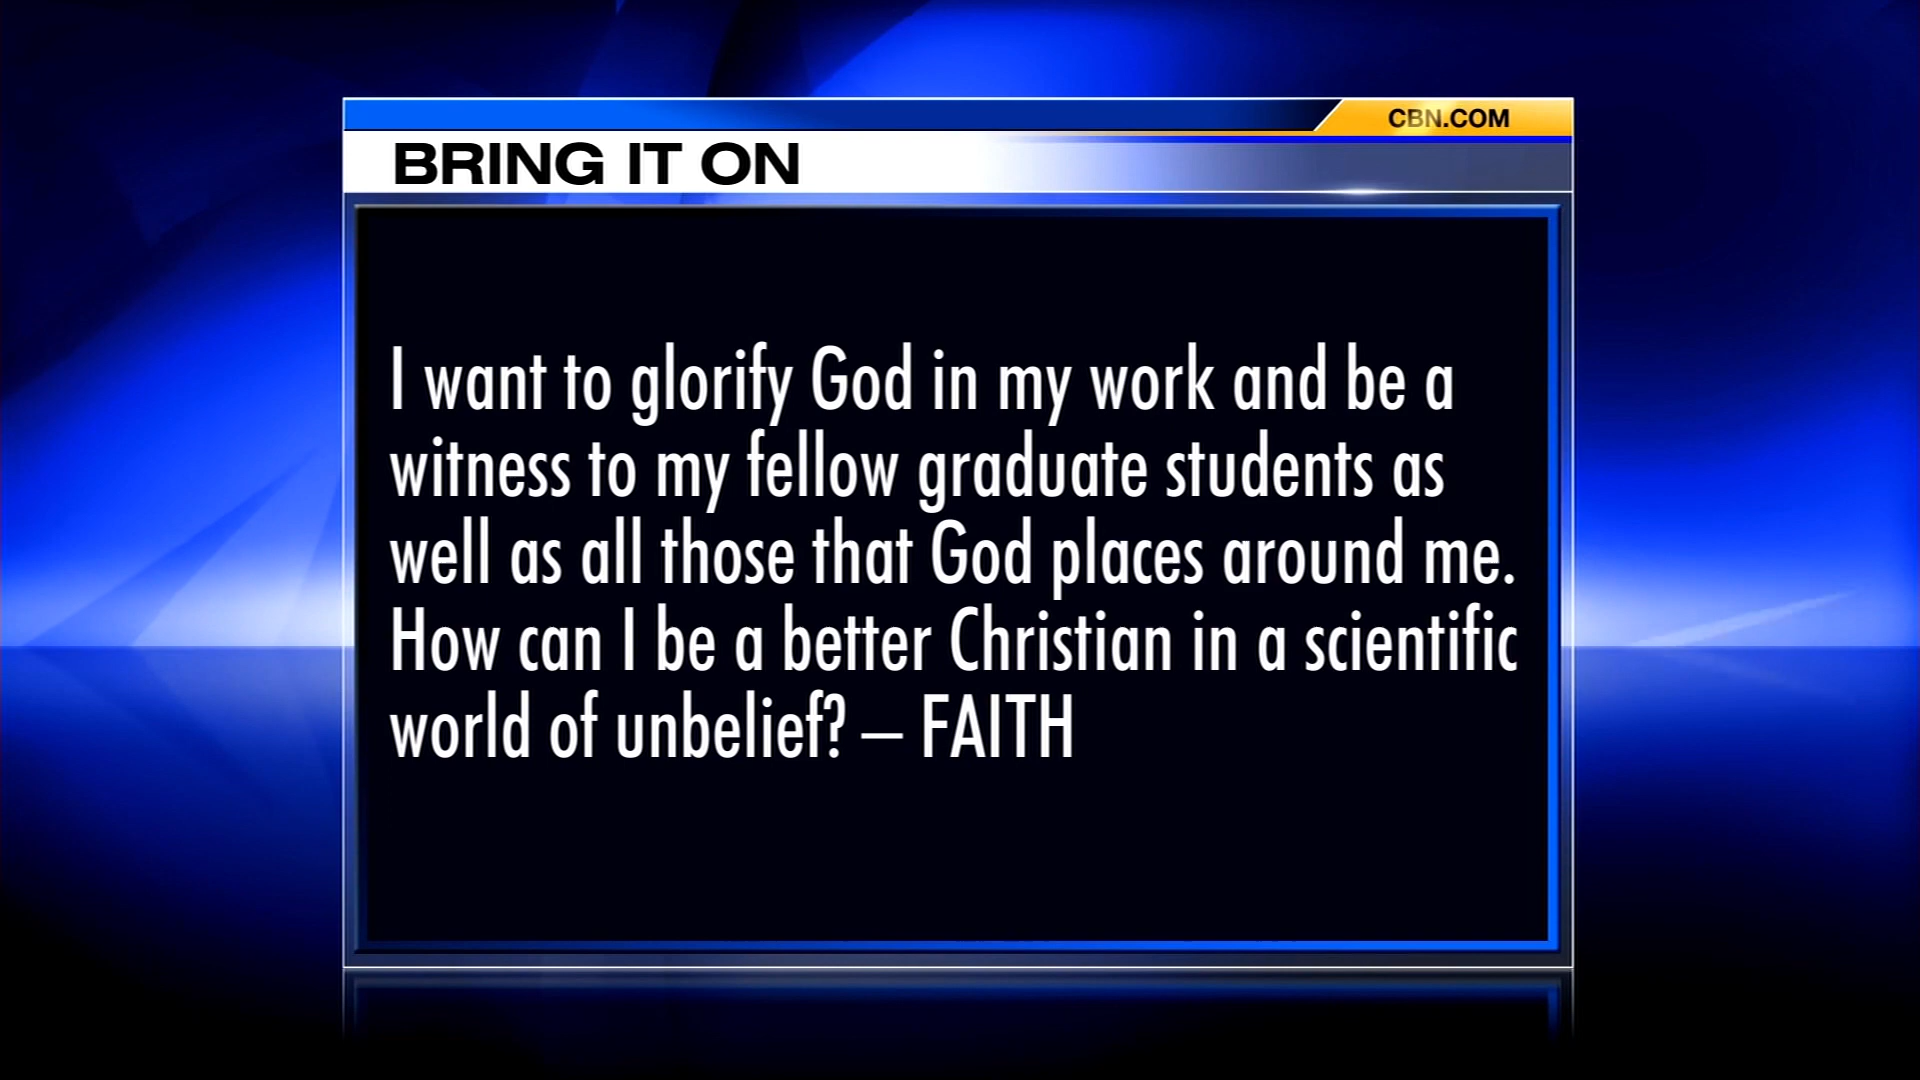 CBN.COM
BRING IT ON
I want to glorify God in my work and be a
witness to my fellow graduate students as
well as all those that God places around me.
How can I be a better Christian in a scientific
world of unbelief? – FAITH